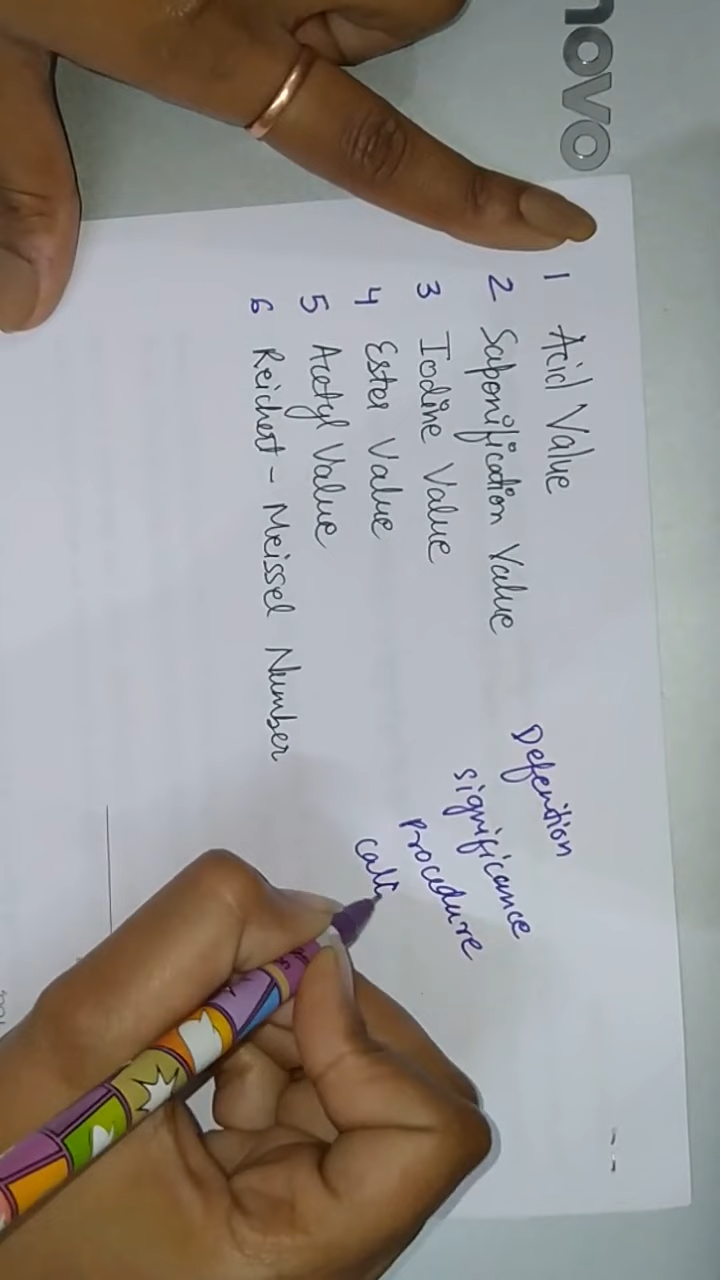 novo
1 Acid Value
2 Saponification Value
3 Iodine Value
4 Ester Value
5 Acetyl Value
6 Reichert - Meissel Number
Defenition
significance
Procedure
calc